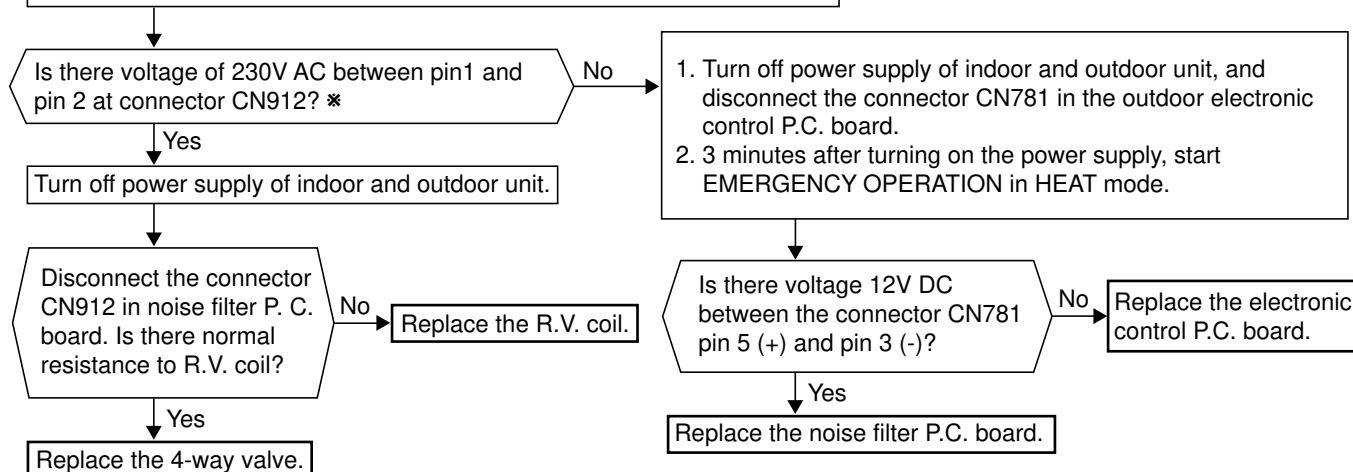 Is there voltage of 230V AC between pin1 and
pin 2 at connector CN912? ※
No
Yes
1. Turn off power supply of indoor and outdoor unit, and
disconnect the connector CN781 in the outdoor electronic
control P.C. board.
2. 3 minutes after turning on the power supply, start
EMERGENCY OPERATION in HEAT mode.
Turn off power supply of indoor and outdoor unit.
Disconnect the connector
CN912 in noise filter P. C.
board. Is there normal
resistance to R.V. coil?
No
Replace the R.V. coil.
Yes
Replace the 4-way valve.
Is there voltage 12V DC
between the connector CN781
pin 5 (+) and pin 3 (-)?
No
Replace the electronic
control P.C. board.
Yes
Replace the noise filter P.C. board.